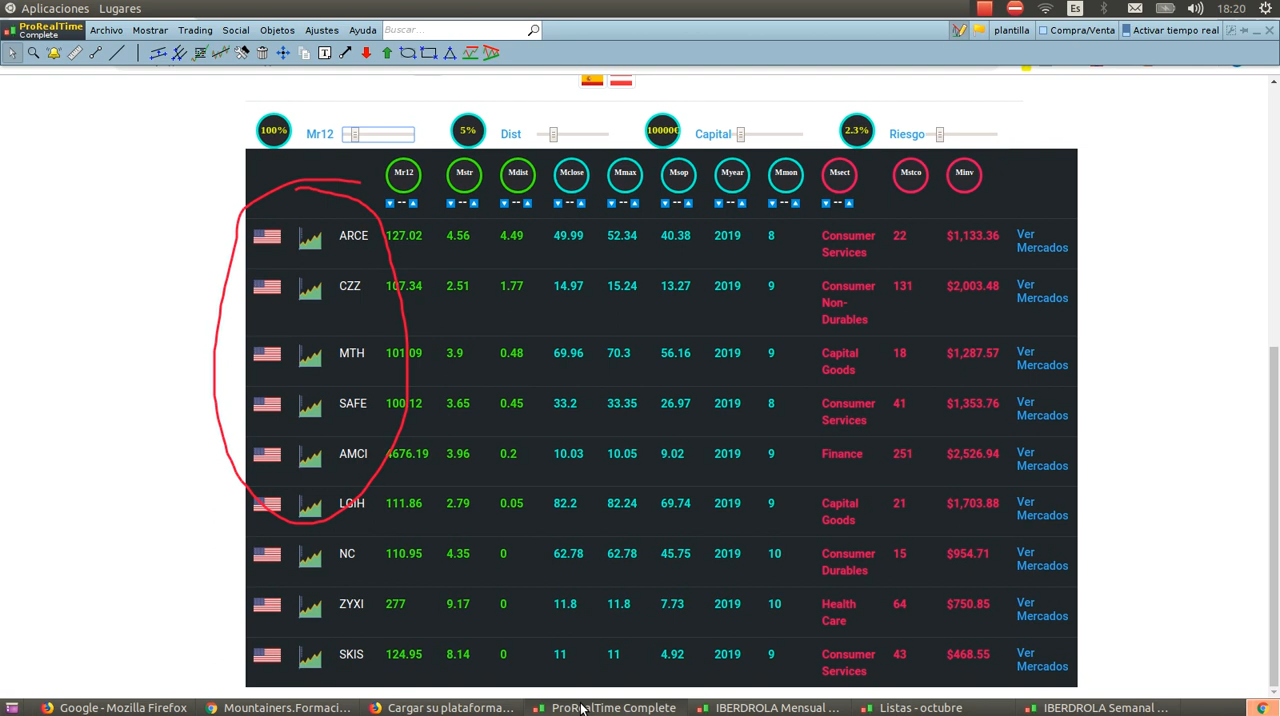 Aplicaciones Lugares Es 18:20
ProRealTime
Complete
Archivo Mostrar Trading Social Objetos Ajustes Ayuda Buscar... plantilla Compra/Venta Activar tiempo real
100% Mr12 5% Dist 10000€ Capital 2.3% Riesgo
Mr12 Mstr Mdist Mclose Mmax Msop Myear Mmon Msect Mstco Minv
-- -- -- -- -- -- -- -- --
ARCE 127.02 4.56 4.49 49.99 52.34 40.38 2019 8 Consumer Services 22 $1,133.36 Ver Mercados
CZZ 107.34 2.51 1.77 14.97 15.24 13.27 2019 9 Consumer Non-Durables 131 $2,003.48 Ver Mercados
MTH 101.09 3.9 0.48 69.96 70.3 56.16 2019 9 Capital Goods 18 $1,287.57 Ver Mercados
SAFE 100.12 3.65 0.45 33.2 33.35 26.97 2019 8 Consumer Services 41 $1,353.76 Ver Mercados
AMCI 4676.19 3.96 0.2 10.03 10.05 9.02 2019 9 Finance 251 $2,526.94 Ver Mercados
LGIH 111.86 2.79 0.05 82.2 82.24 69.74 2019 9 Capital Goods 21 $1,703.88 Ver Mercados
NC 110.95 4.35 0 62.78 62.78 45.75 2019 10 Consumer Durables 15 $954.71 Ver Mercados
ZYXI 277 9.17 0 11.8 11.8 7.73 2019 10 Health Care 64 $750.85 Ver Mercados
SKIS 124.95 8.14 0 11 11 4.92 2019 9 Consumer Services 43 $468.55 Ver Mercados
Google - Mozilla Firefox Mountainers.Formaci... Cargar su plataforma... ProRealTime Complete IBERDROLA Mensual ... Listas - octubre IBERDROLA Semanal ...